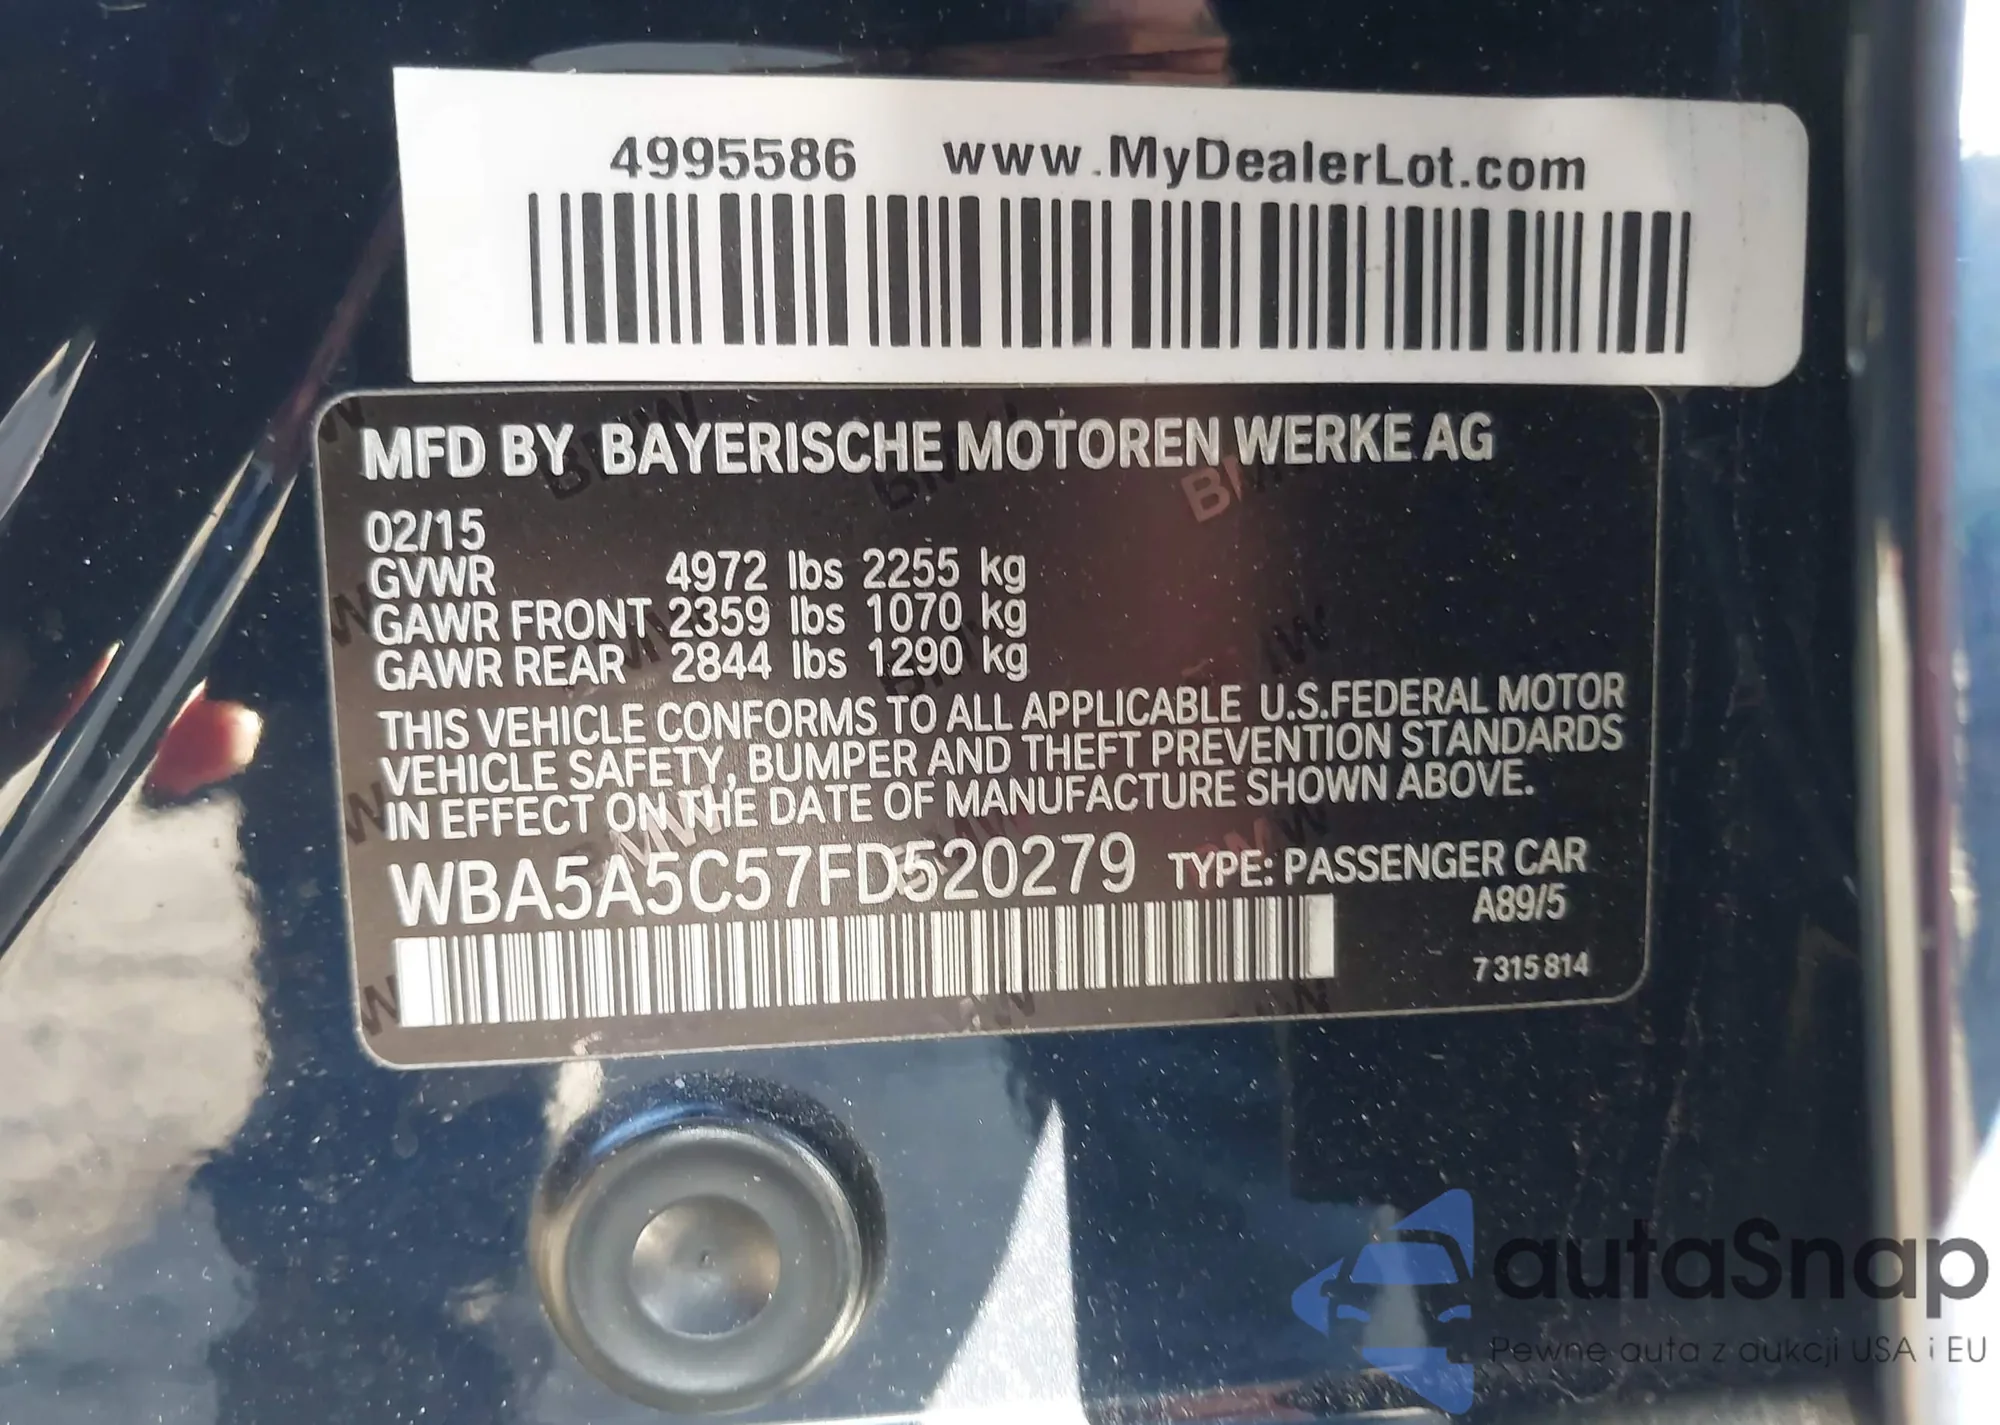 4995586 www.MyDealerLot.com
MFD BY BAYERISCHE MOTOREN WERKE AG
02/15
GVWR 4972 lbs 2255 kg
GAWR FRONT 2359 lbs 1070 kg
GAWR REAR 2844 lbs 1290 kg
THIS VEHICLE CONFORMS TO ALL APPLICABLE U.S.FEDERAL MOTOR
VEHICLE SAFETY, BUMPER AND THEFT PREVENTION STANDARDS
IN EFFECT ON THE DATE OF MANUFACTURE SHOWN ABOVE.
WBA5A5C57FD520279 TYPE: PASSENGER CAR
A89/5
7 315 814
autaSnap
Pewne auta z aukcji USA i EU